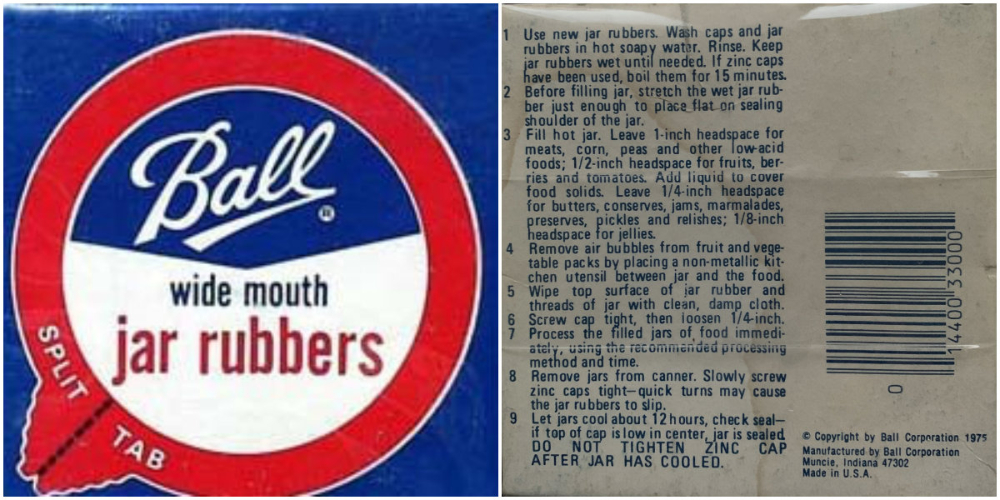 Ball
®
wide mouth
jar rubbers
SPLIT
TAB
1 Use new jar rubbers. Wash caps and jar
rubbers in hot soapy water. Rinse. Keep
jar rubbers wet until needed. If zinc caps
have been used, boil them for 15 minutes.
2 Before filling jar, stretch the wet jar rub-
ber just enough to place flat on sealing
shoulder of the jar.
3 Fill hot jar. Leave 1-inch headspace for
meats, corn, peas and other low-acid
foods; 1/2-inch headspace for fruits, ber-
ries and tomatoes. Add liquid to cover
food solids. Leave 1/4-inch headspace
for butters, conserves, jams, marmalades,
preserves, pickles and relishes; 1/8-inch
headspace for jellies.
4 Remove air bubbles from fruit and vege-
table packs by placing a non-metallic kit-
chen utensil between jar and the food.
5 Wipe top surface of jar rubber and
threads of jar with clean, damp cloth.
6 Screw cap tight, then loosen 1/4-inch.
7 Process the filled jars of food immedi-
ately, using the recommended processing
method and time.
8 Remove jars from canner. Slowly screw
zinc caps tight—quick turns may cause
the jar rubbers to slip.
9 Let jars cool about 12 hours, check seal—
if top of cap is low in center, jar is sealed.
DO NOT TIGHTEN ZINC CAP
AFTER JAR HAS COOLED.
14400 33000
0
© Copyright by Ball Corporation 1975
Manufactured by Ball Corporation
Muncie, Indiana 47302
Made in U.S.A.